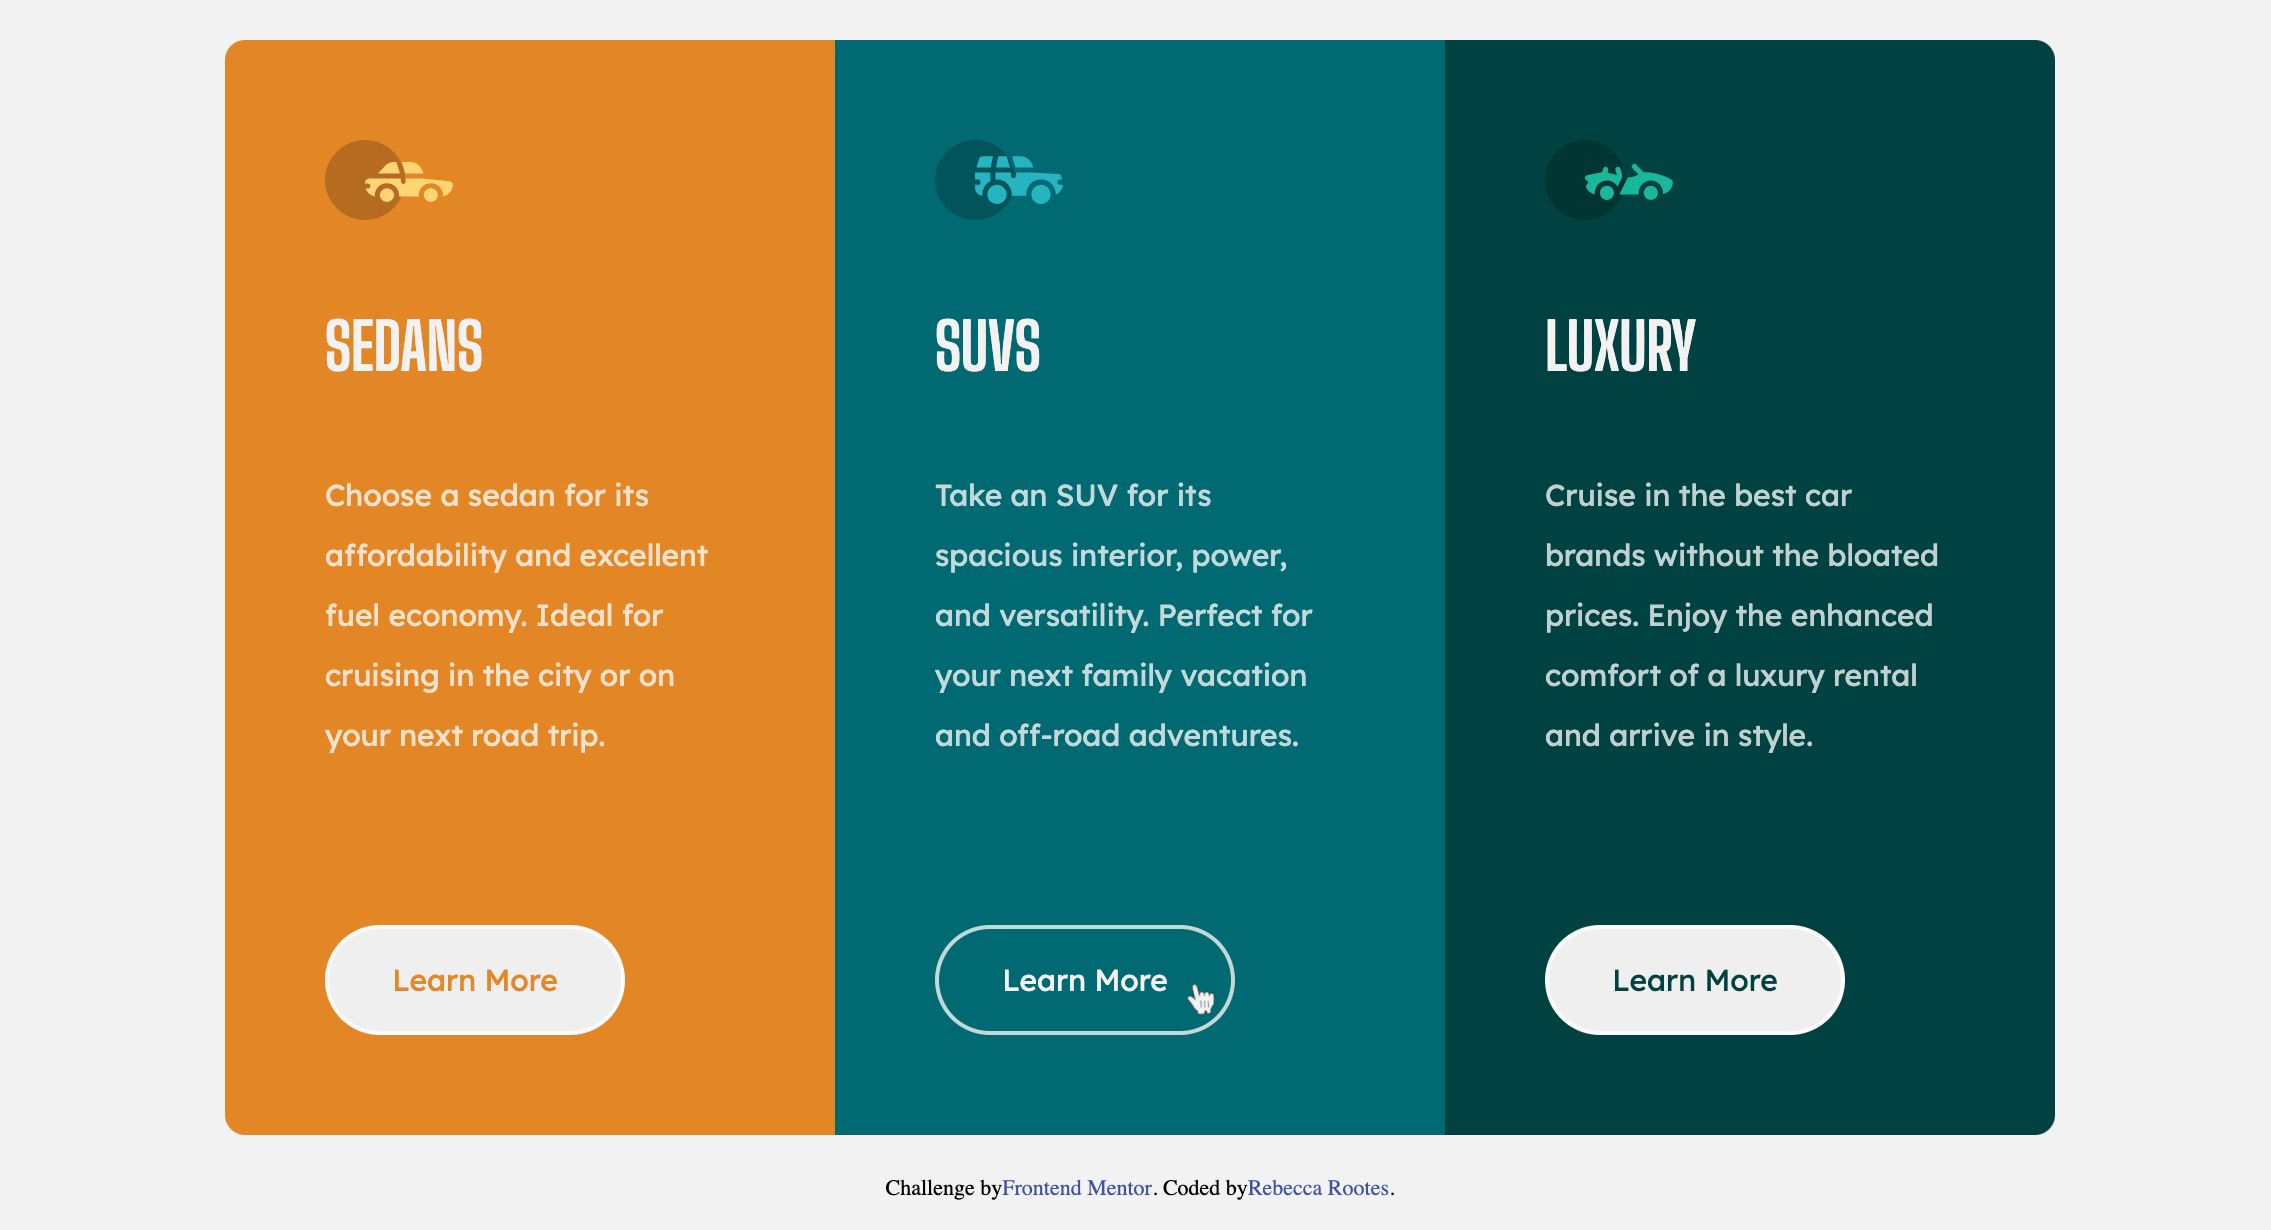 SEDANS
Choose a sedan for its
affordability and excellent
fuel economy. Ideal for
cruising in the city or on
your next road trip.
Learn More
SUVS
Take an SUV for its
spacious interior, power,
and versatility. Perfect for
your next family vacation
and off-road adventures.
Learn More
LUXURY
Cruise in the best car
brands without the bloated
prices. Enjoy the enhanced
comfort of a luxury rental
and arrive in style.
Learn More
Challenge byFrontend Mentor. Coded byRebecca Rootes.